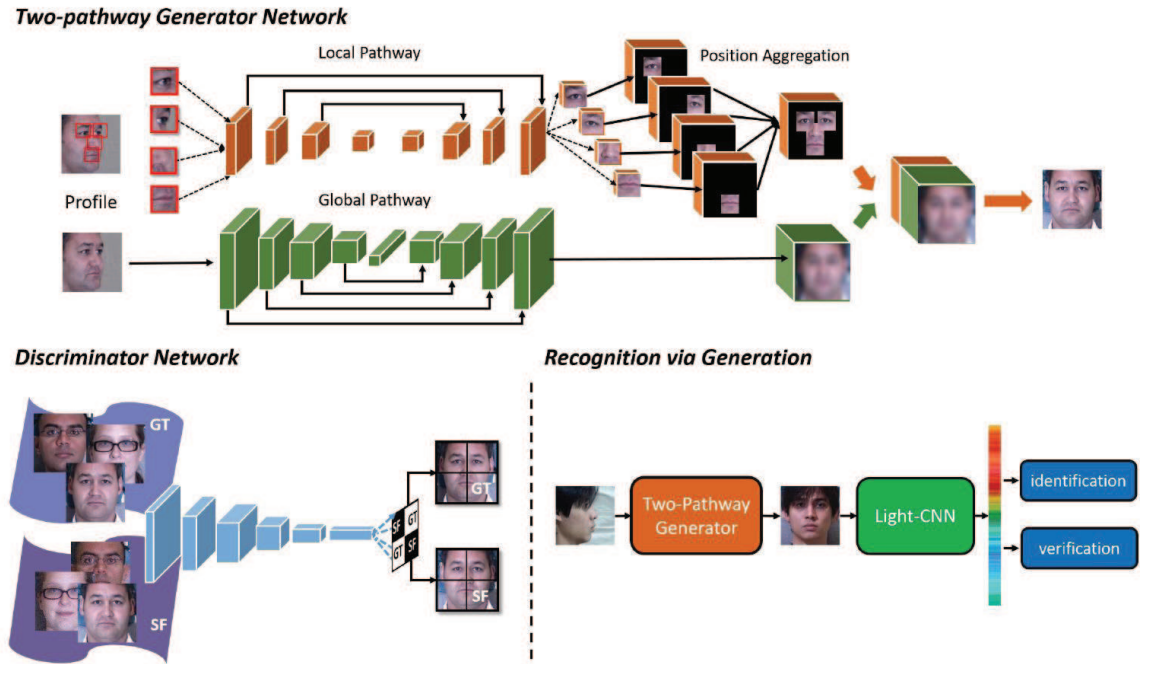 Two-pathway Generator Network
Local Pathway
Position Aggregation
Profile
Global Pathway
Discriminator Network
GT
SF
SF
GT
GT
SF
GT
SF
Recognition via Generation
Two-Pathway
Generator
Light-CNN
identification
verification